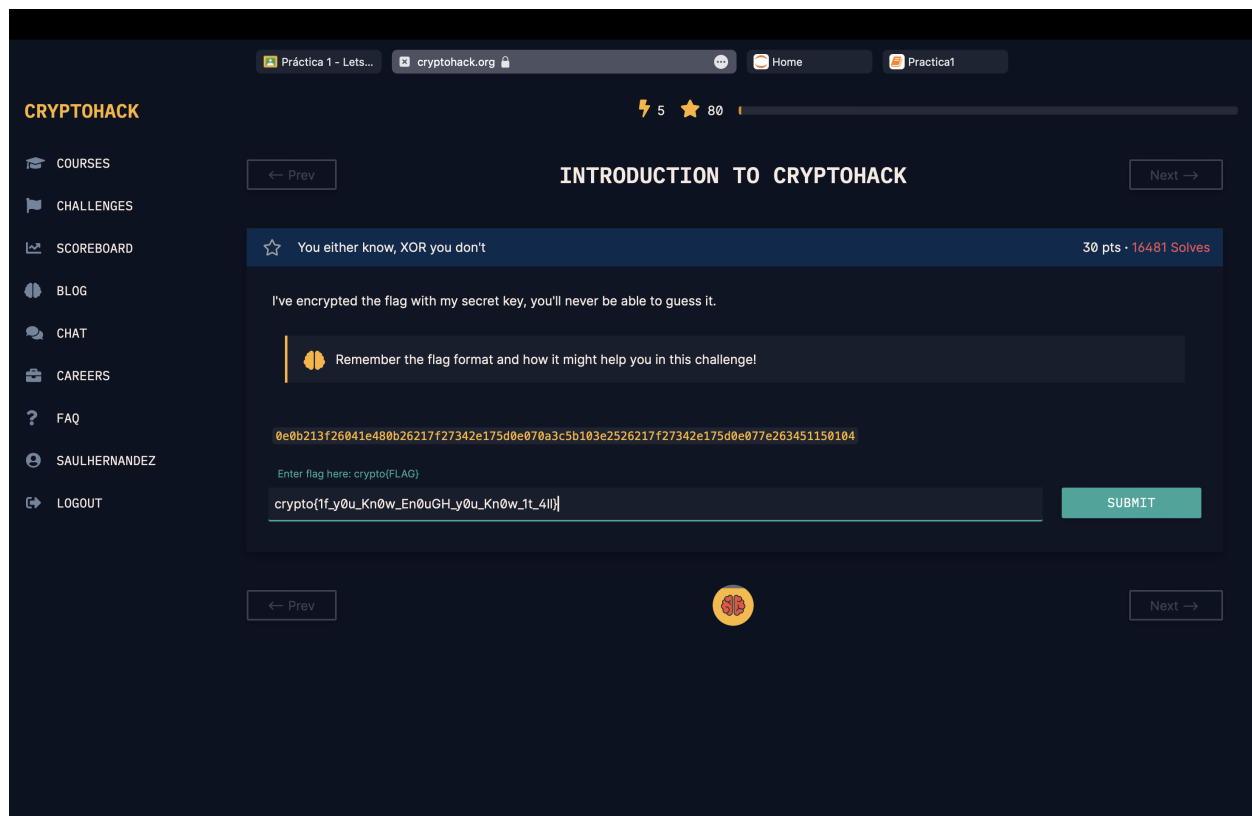 Práctica 1 - Lets...
cryptohack.org
Home
Practica1
CRYPTOHACK
5
80
COURSES
CHALLENGES
SCOREBOARD
BLOG
CHAT
CAREERS
FAQ
SAULHERNANDEZ
LOGOUT
← Prev
INTRODUCTION TO CRYPTOHACK
Next →
You either know, XOR you don't
30 pts · 16481 Solves
I've encrypted the flag with my secret key, you'll never be able to guess it.
Remember the flag format and how it might help you in this challenge!
0e0b213f26041e480b26217f27342e175d0e070a3c5b103e2526217f27342e175d0e077e263451150104
Enter flag here: crypto{FLAG}
crypto{1f_y0u_Kn0w_En0uGH_y0u_Kn0w_1t_4ll}
SUBMIT
← Prev
Next →